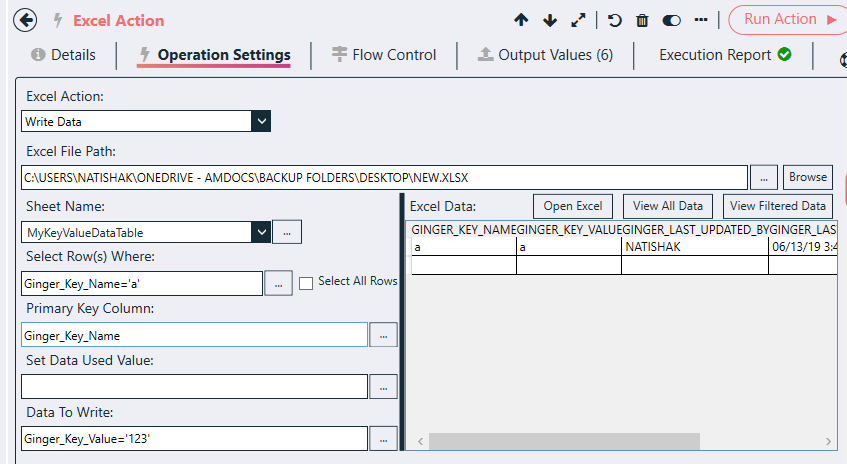 Excel Action
Run Action
Details
Operation Settings
Flow Control
Output Values (6)
Execution Report
Excel Action:
Write Data
Excel File Path:
C:\USERS\NATISHAK\ONEDRIVE - AMDOCS\BACKUP FOLDERS\DESKTOP\NEW.XLSX
...
Browse
Sheet Name:
MyKeyValueDataTable
...
Select Row(s) Where:
Ginger_Key_Name='a'
...
Select All Rows
Primary Key Column:
Ginger_Key_Name
...
Set Data Used Value:
...
Data To Write:
Ginger_Key_Value='123'
...
Excel Data:
Open Excel
View All Data
View Filtered Data
GINGER_KEY_NAME GINGER_KEY_VALUE GINGER_LAST_UPDATED_BY GINGER_LAS
a a NATISHAK 06/13/19 3:4